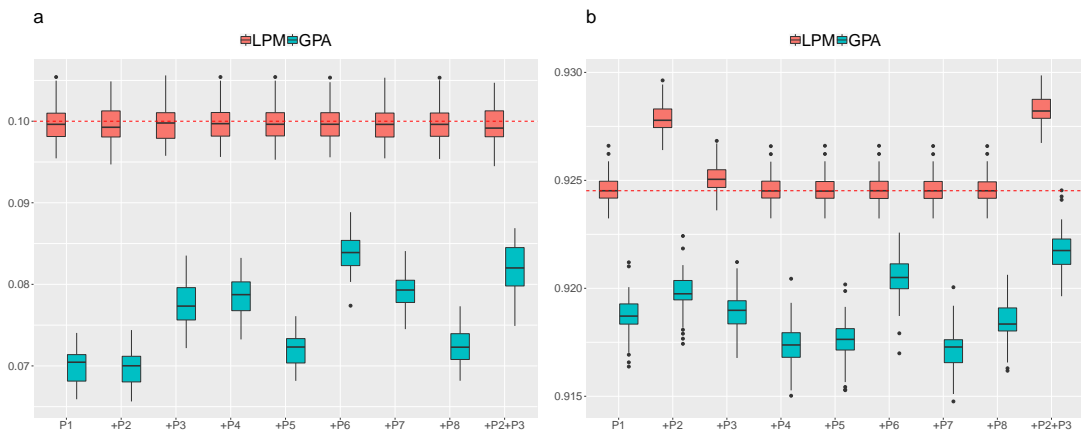 a
LPM GPA
0.10
0.09
0.08
0.07
P1 +P2 +P3 +P4 +P5 +P6 +P7 +P8 +P2+P3
b
LPM GPA
0.930
0.925
0.920
0.915
P1 +P2 +P3 +P4 +P5 +P6 +P7 +P8 +P2+P3